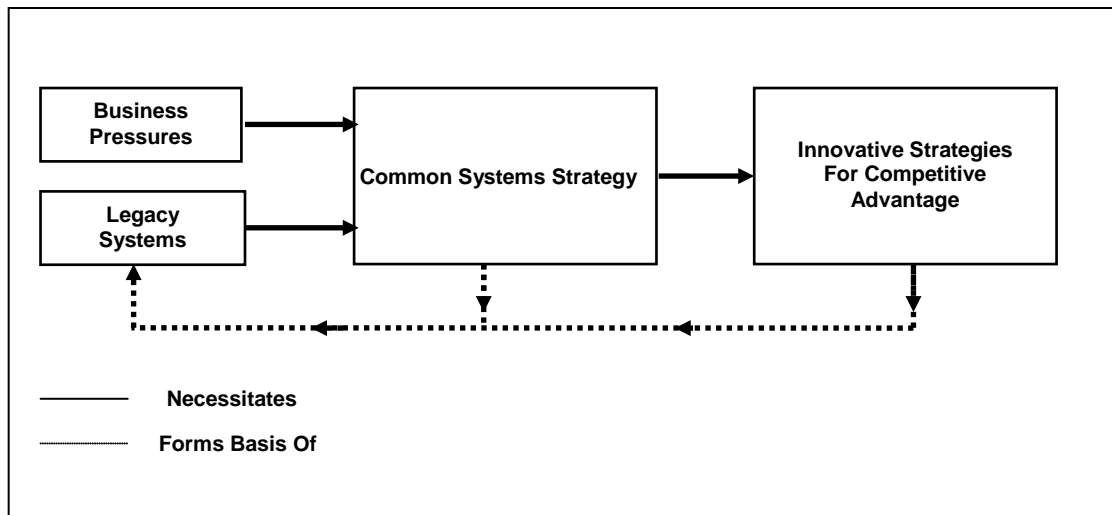 Business
Pressures
Legacy
Systems
Common Systems Strategy
Innovative Strategies
For Competitive
Advantage
Necessitates
Forms Basis Of